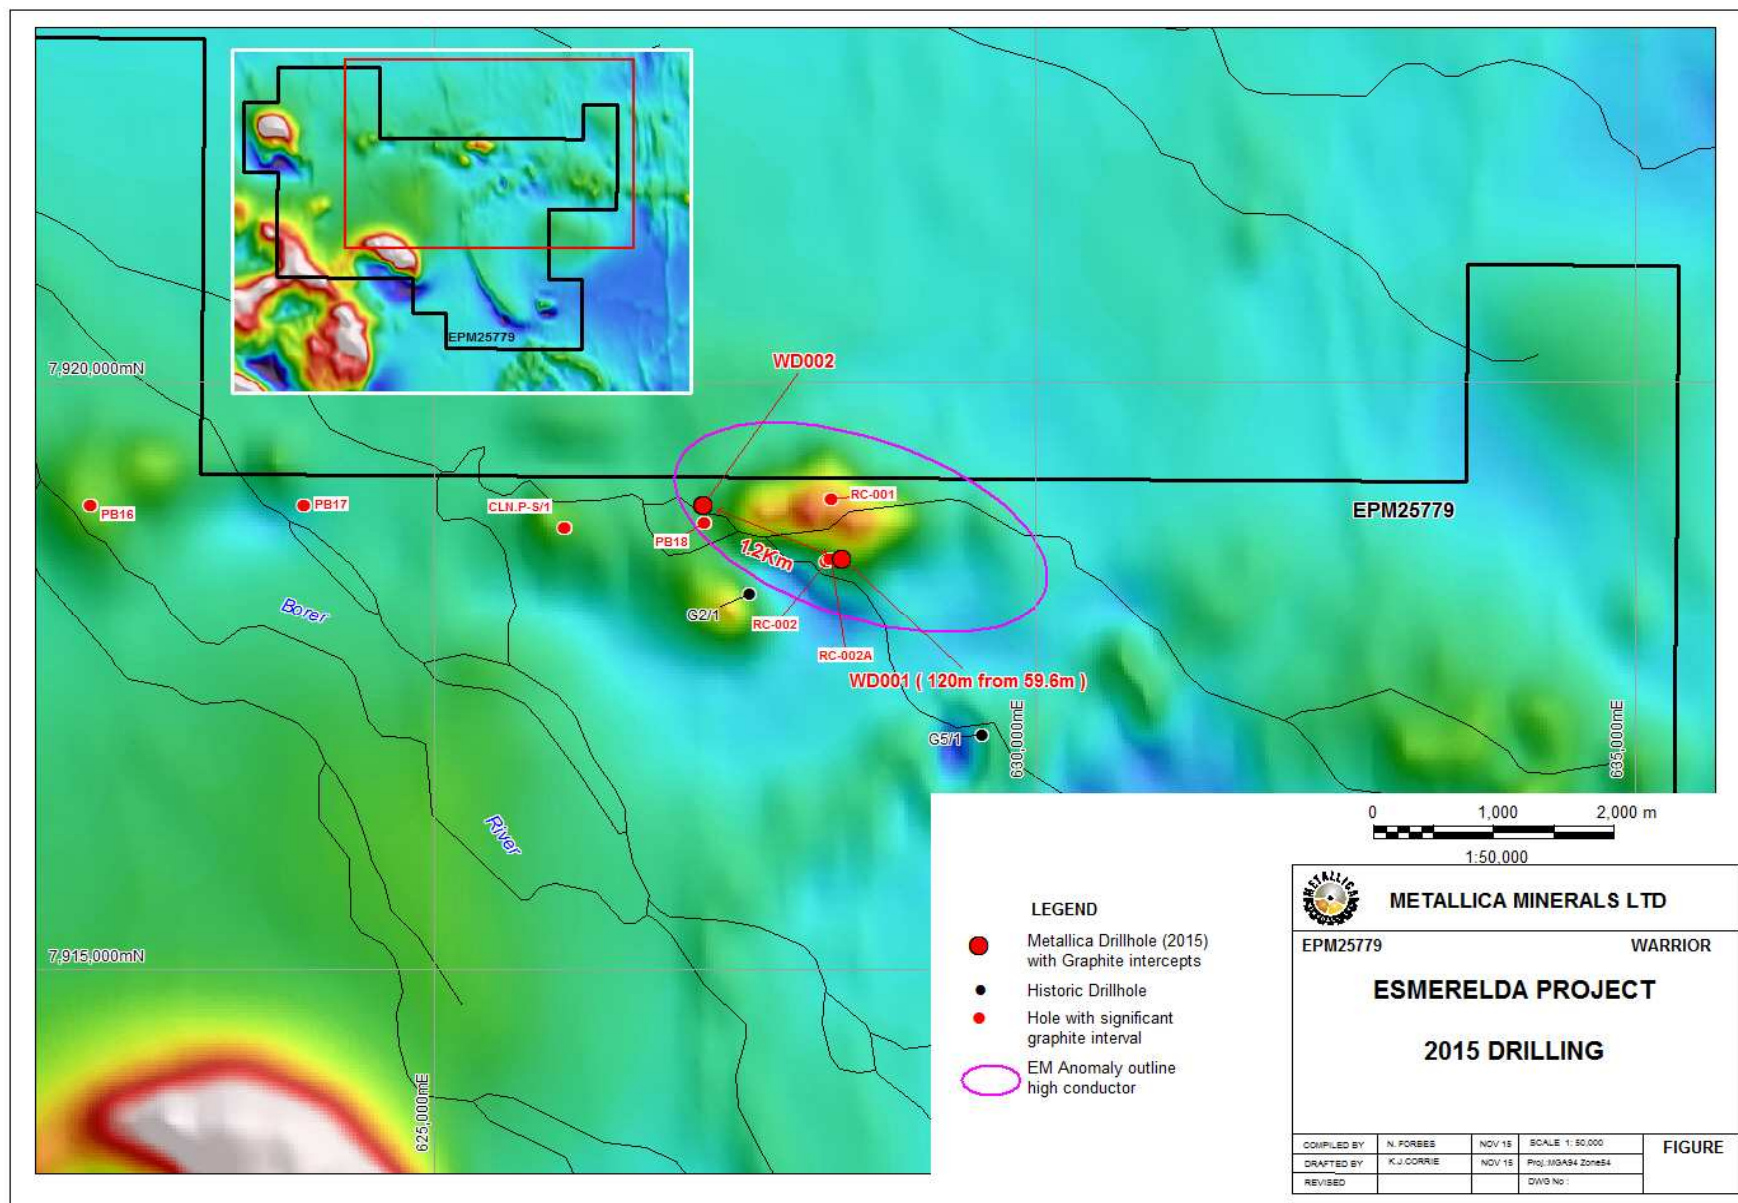 EPM25779
7,920,000mN
WD002
PB16
PB17
CLN.P-S/1
RC-001
EPM25779
PB18
1.2Km
G2/1
RC-002
RC-002A
Borer
WD001 ( 120m from 59.6m )
G5/1
630,000mE
635,000mE
River
0 1,000 2,000 m
1:50,000
7,915,000mN
625,000mE
LEGEND
Metallica Drillhole (2015)
with Graphite intercepts
Historic Drillhole
Hole with significant
graphite interval
EM Anomaly outline
high conductor
METALLICA
METALLICA MINERALS LTD
EPM25779 WARRIOR
ESMERELDA PROJECT
2015 DRILLING
COMPILED BY N. FORBES NOV 15 SCALE 1: 50,000
DRAFTED BY K.J.CORRIE NOV 15 Proj.:MGA94 Zone54
REVISED DWG No :
FIGURE